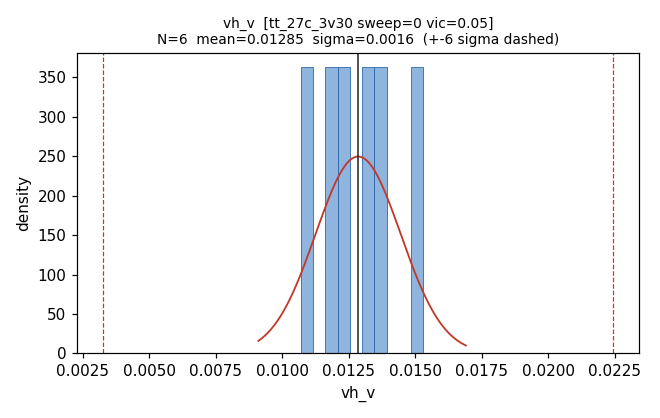 vh_v  [tt_27c_3v30 sweep=0 vic=0.05]
N=6  mean=0.01285  sigma=0.0016  (+-6 sigma dashed)
350
300
250
200
150
100
50
0
density
0.0025 0.0050 0.0075 0.0100 0.0125 0.0150 0.0175 0.0200 0.0225
vh_v